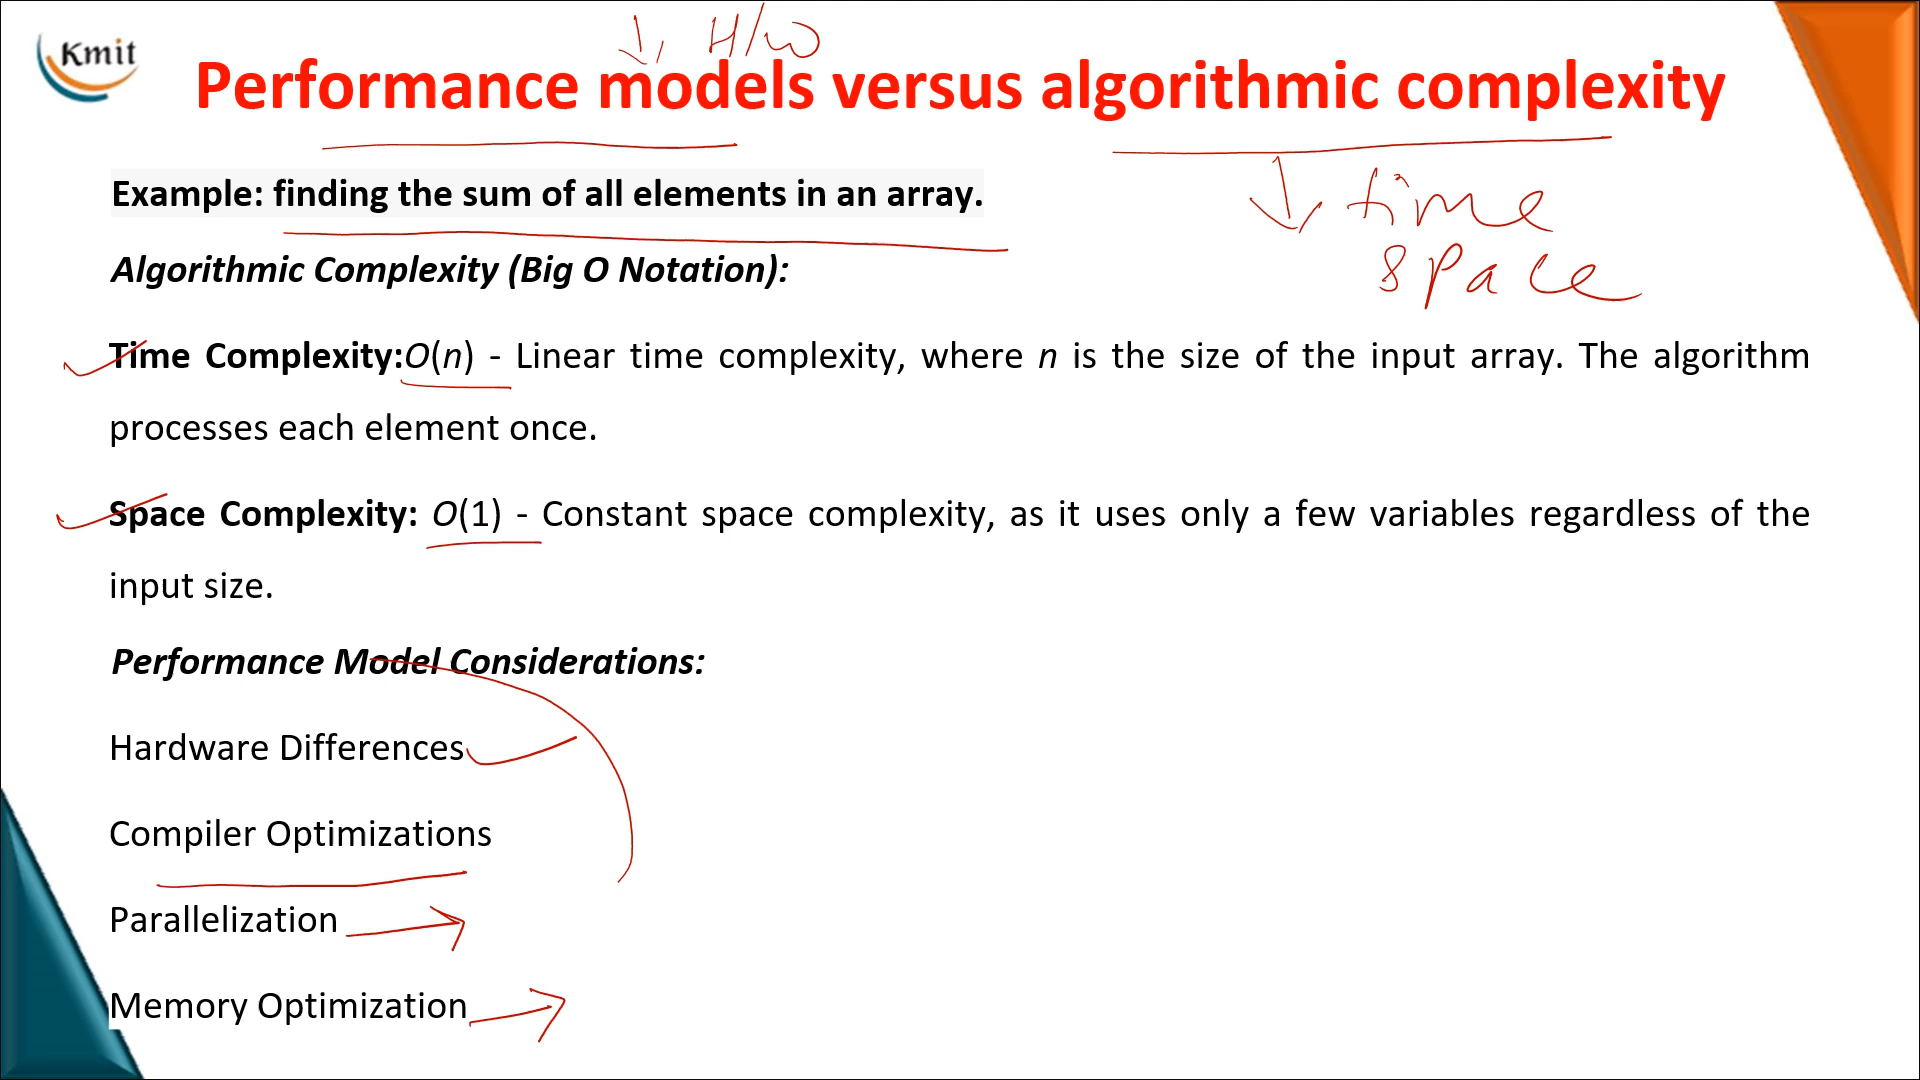 H/W
Kmit
Performance models versus algorithmic complexity
Example: finding the sum of all elements in an array.
time
space
Algorithmic Complexity (Big O Notation):
Time Complexity:O(n) - Linear time complexity, where n is the size of the input array. The algorithm
processes each element once.
Space Complexity: O(1) - Constant space complexity, as it uses only a few variables regardless of the
input size.
Performance Model Considerations:
Hardware Differences
Compiler Optimizations
Parallelization
Memory Optimization